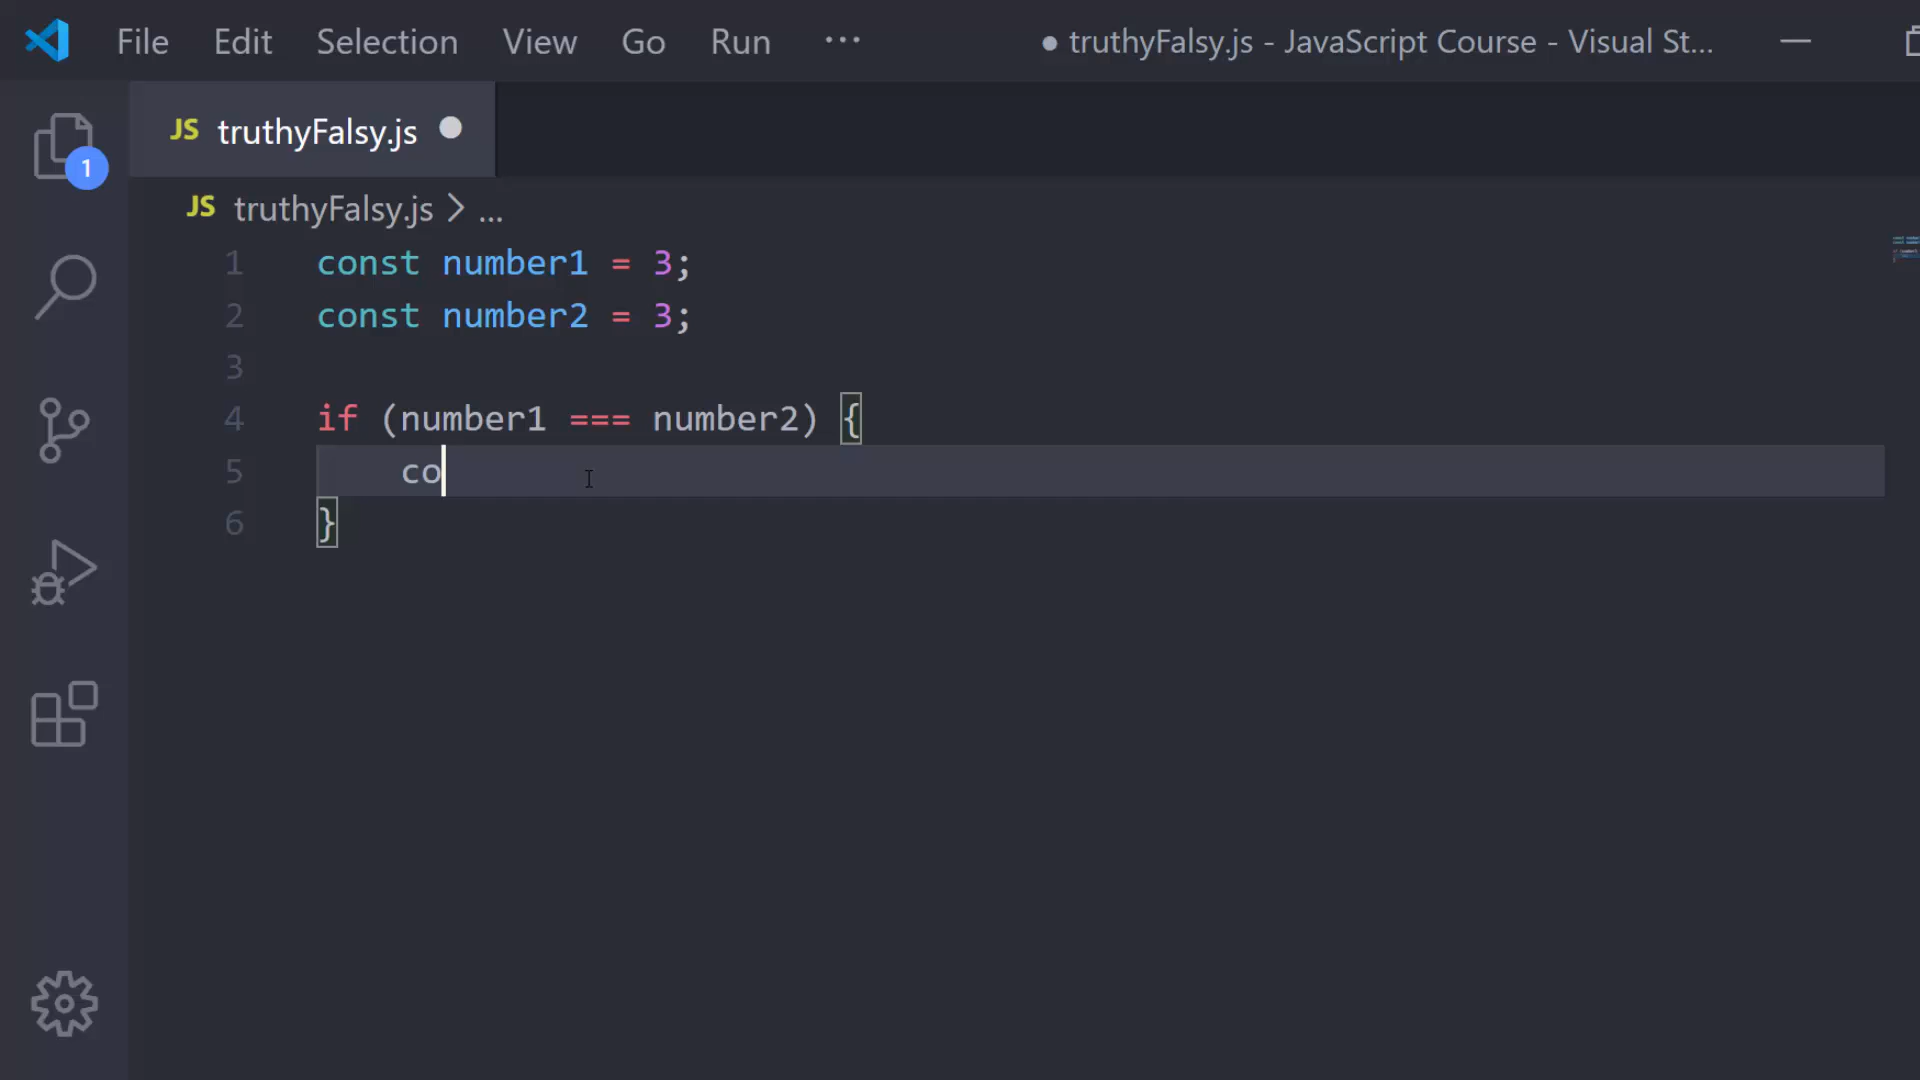 File Edit Selection View Go Run ··· ● truthyFalsy.js - JavaScript Course - Visual St...
JS truthyFalsy.js
1
JS truthyFalsy.js > ...
1 const number1 = 3;
2 const number2 = 3;
3
4 if (number1 === number2) {
5     co
6 }